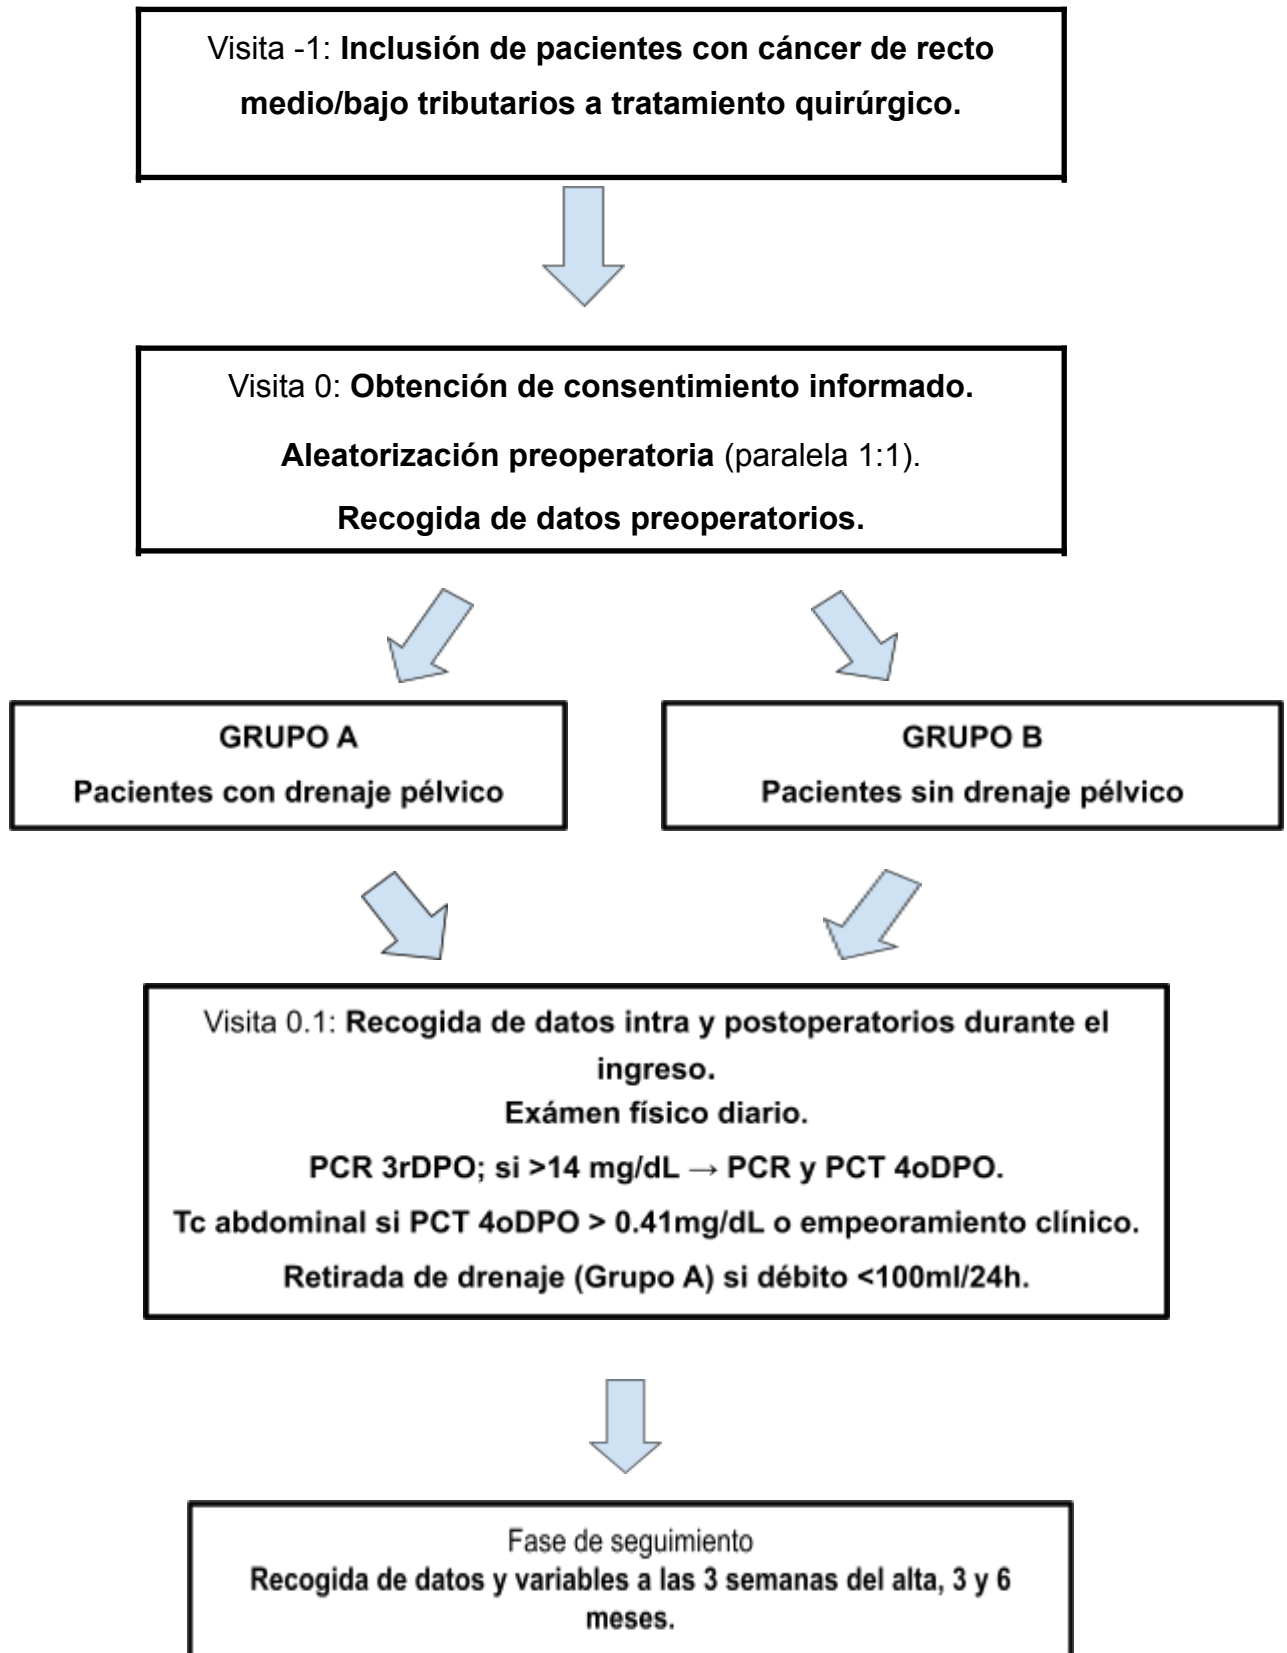 Visita -1: Inclusión de pacientes con cáncer de recto
medio/bajo tributarios a tratamiento quirúrgico.
Visita 0: Obtención de consentimiento informado.
Aleatorización preoperatoria (paralela 1:1).
Recogida de datos preoperatorios.
GRUPO A
Pacientes con drenaje pélvico
GRUPO B
Pacientes sin drenaje pélvico
Visita 0.1: Recogida de datos intra y postoperatorios durante el
ingreso.
Exámen físico diario.
PCR 3rDPO; si >14 mg/dL → PCR y PCT 4oDPO.
Tc abdominal si PCT 4oDPO > 0.41mg/dL o empeoramiento clínico.
Retirada de drenaje (Grupo A) si débito <100ml/24h.
Fase de seguimiento
Recogida de datos y variables a las 3 semanas del alta, 3 y 6
meses.